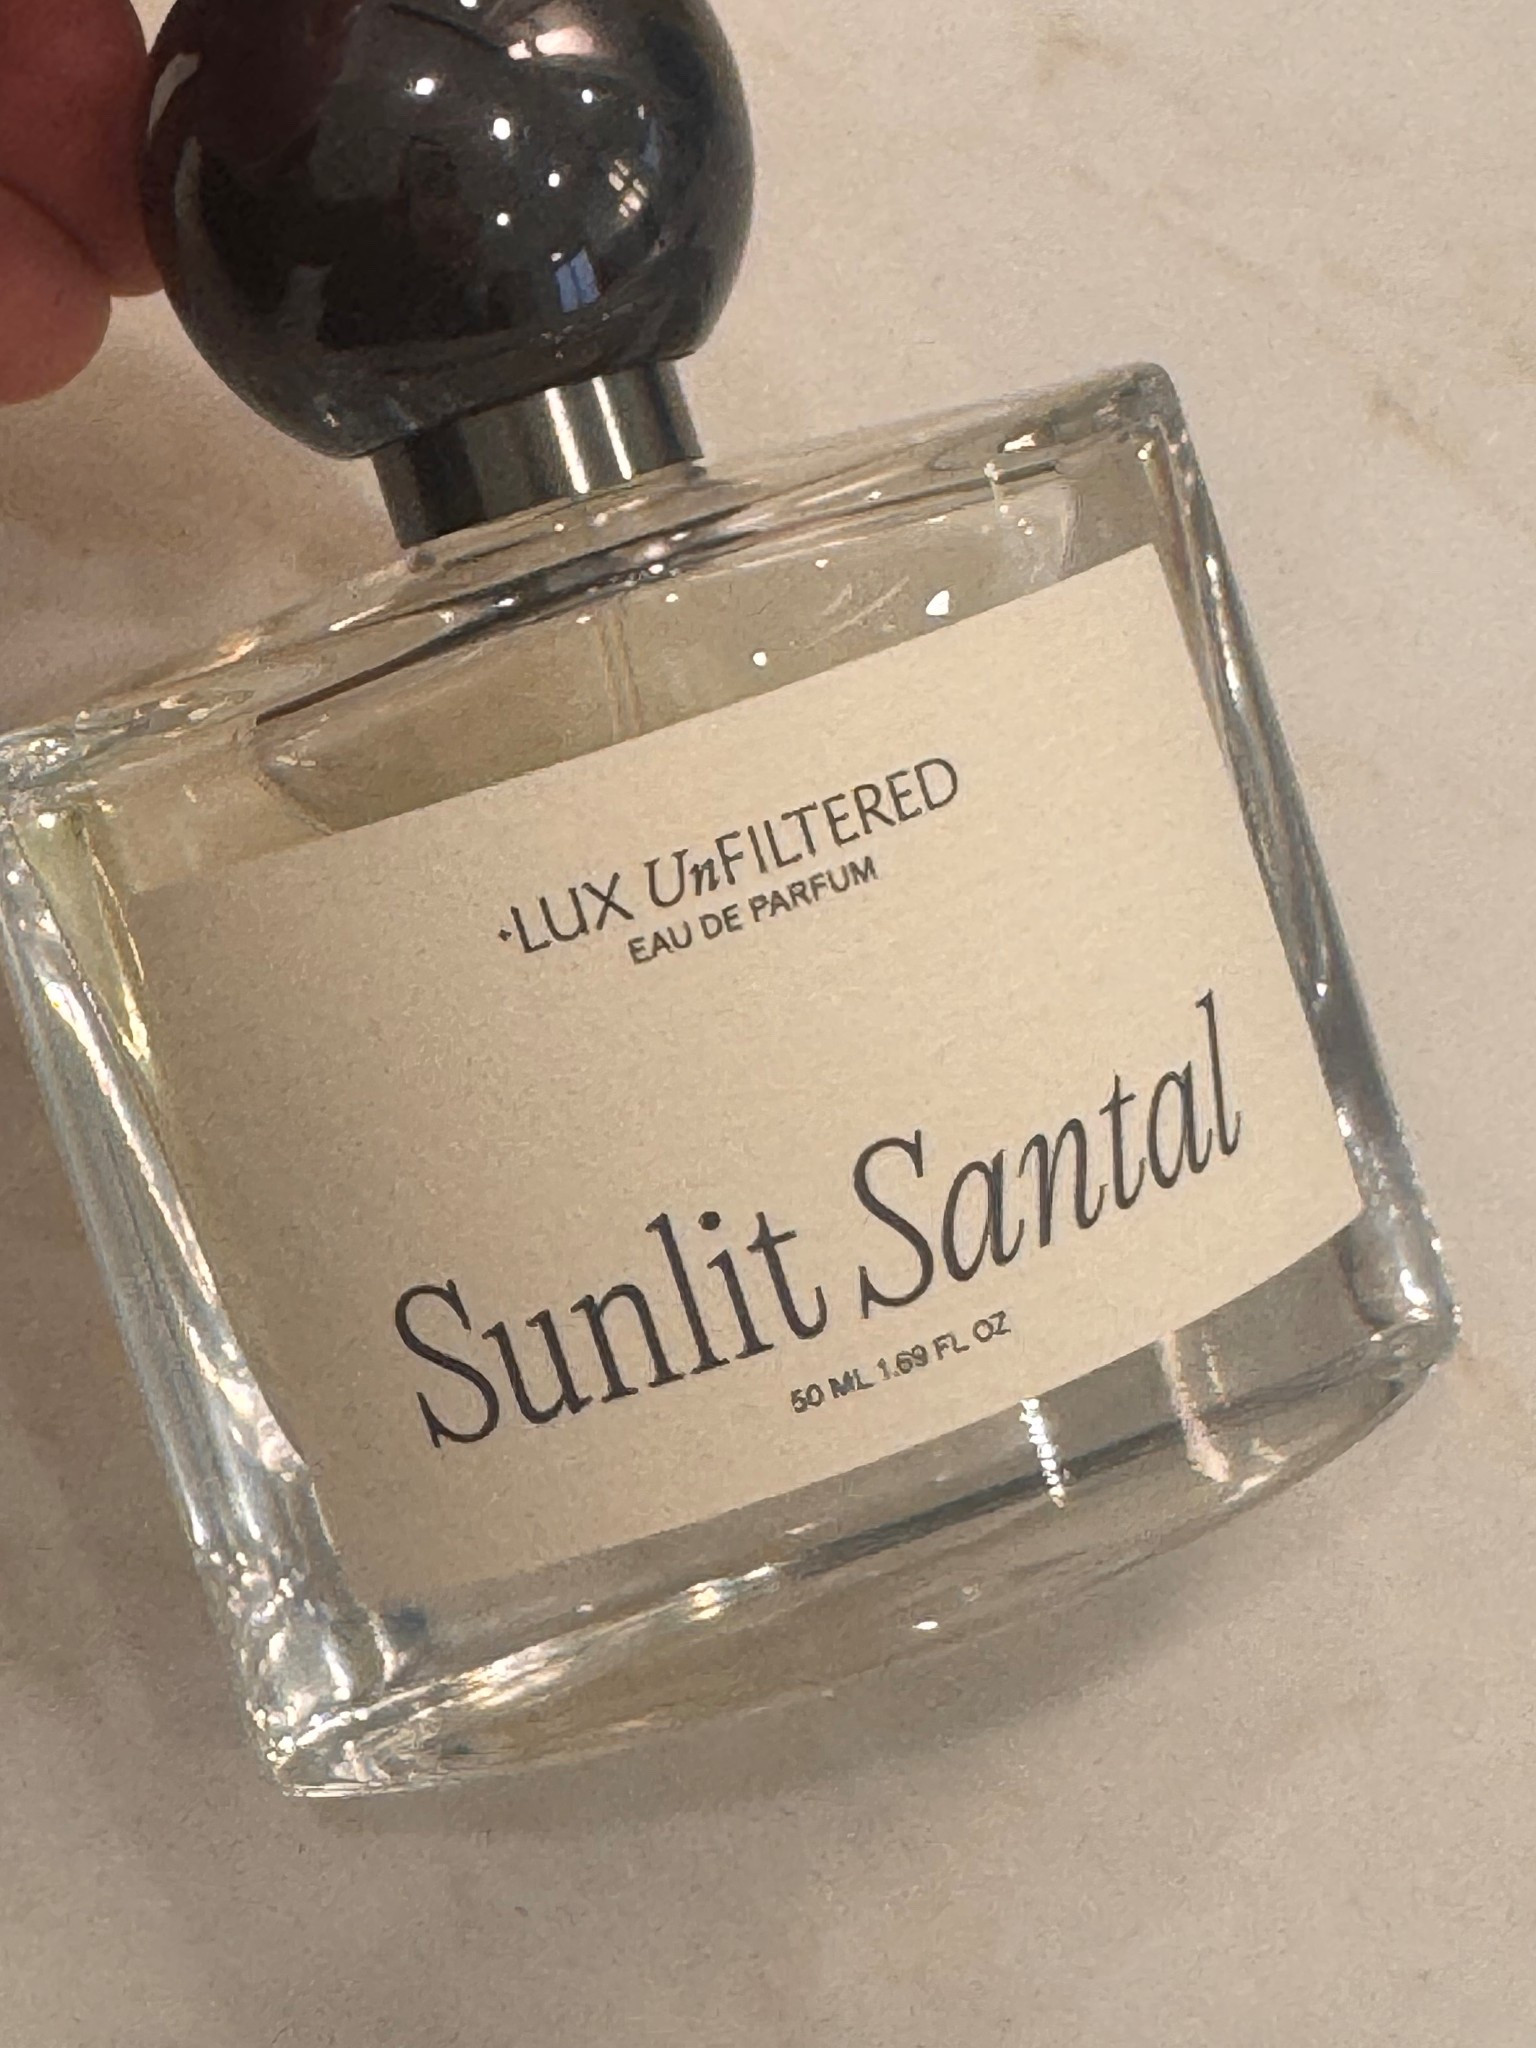 LUX UnFILTERED
EAU DE PARFUM
Sunlit Santal
50 ML 1.69 FL OZ